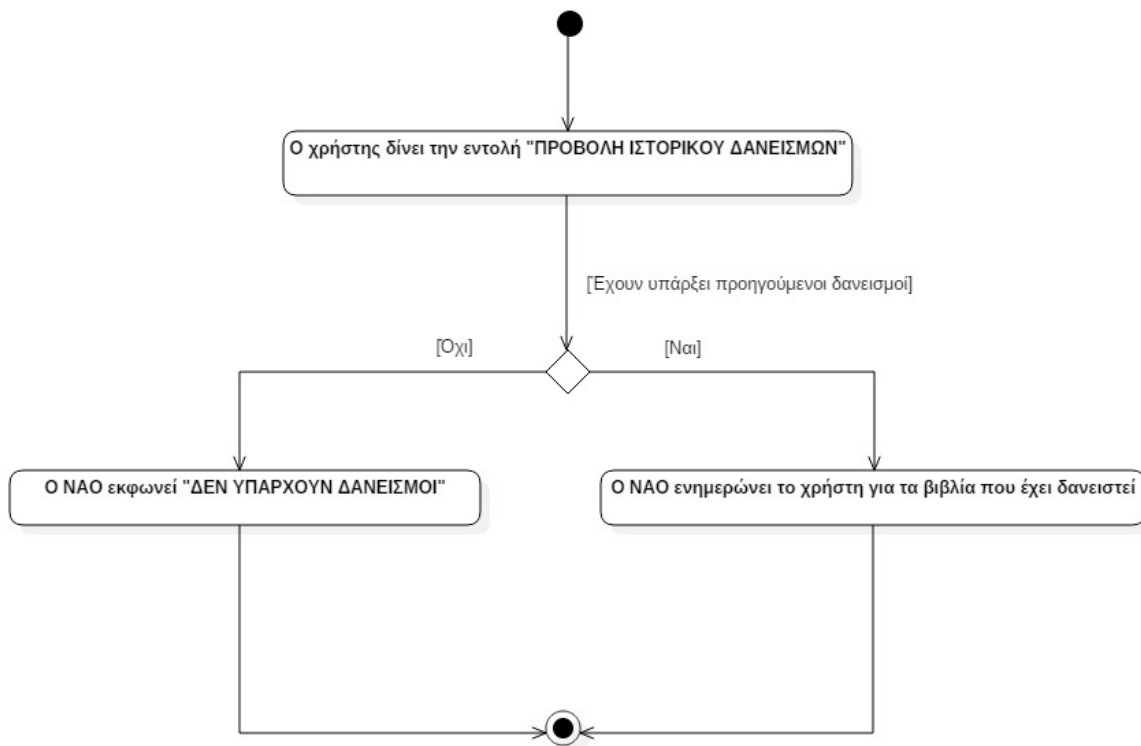 Ο χρήστης δίνει την εντολή "ΠΡΟΒΟΛΗ ΙΣΤΟΡΙΚΟΥ ΔΑΝΕΙΣΜΩΝ"
[Έχουν υπάρξει προηγούμενοι δανεισμοί]
[Όχι]
[Ναι]
Ο ΝΑΟ εκφωνεί "ΔΕΝ ΥΠΑΡΧΟΥΝ ΔΑΝΕΙΣΜΟΙ"
Ο ΝΑΟ ενημερώνει το χρήστη για τα βιβλία που έχει δανειστεί